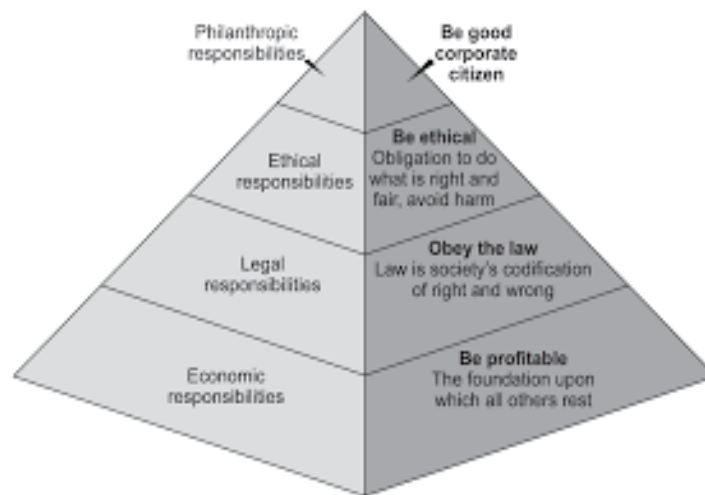 Philanthropic
responsibilities
Be good
corporate
citizen
Ethical
responsibilities
Be ethical
Obligation to do
what is right and
fair, avoid harm
Legal
responsibilities
Obey the law
Law is society's codification
of right and wrong
Economic
responsibilities
Be profitable
The foundation upon
which all others rest